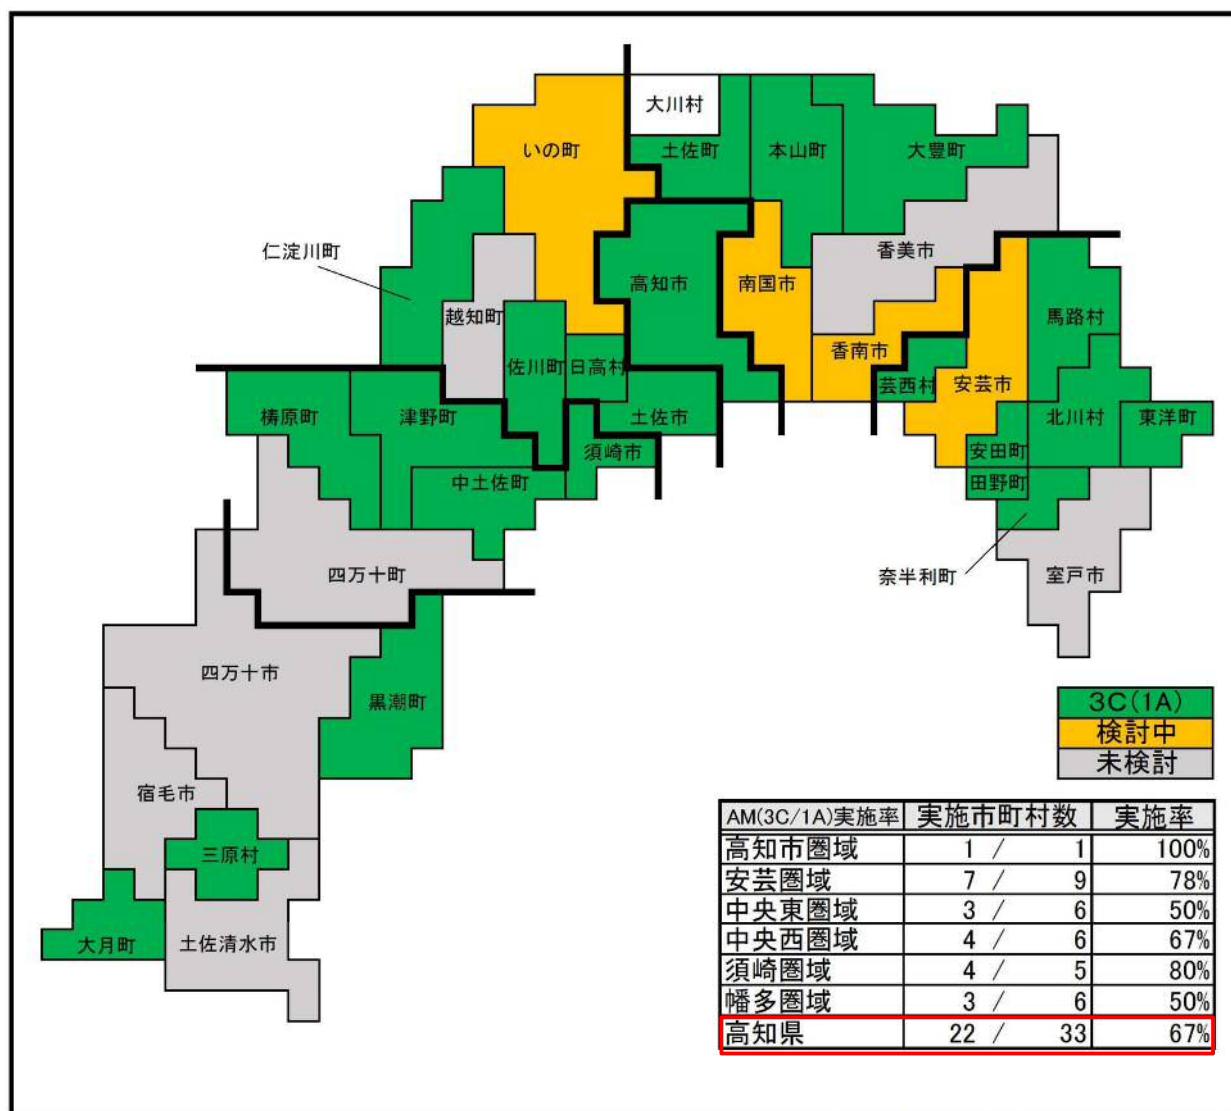 大川村
いの町
土佐町
本山町
大豊町
仁淀川町
高知市
南国市
香美市
越知町
馬路村
佐川町
日高村
香南市
芸西村
安芸市
梼原町
津野町
土佐市
北川村
東洋町
須崎市
安田町
中土佐町
田野町
四万十町
奈半利町
室戸市
四万十市
黒潮町
宿毛市
三原村
大月町
土佐清水市
3C(1A)
検討中
未検討
AM(3C/1A)実施率 実施市町村数 実施率
高知市圏域 1 / 1 100%
安芸圏域 7 / 9 78%
中央東圏域 3 / 6 50%
中央西圏域 4 / 6 67%
須崎圏域 4 / 5 80%
幡多圏域 3 / 6 50%
高知県 22 / 33 67%